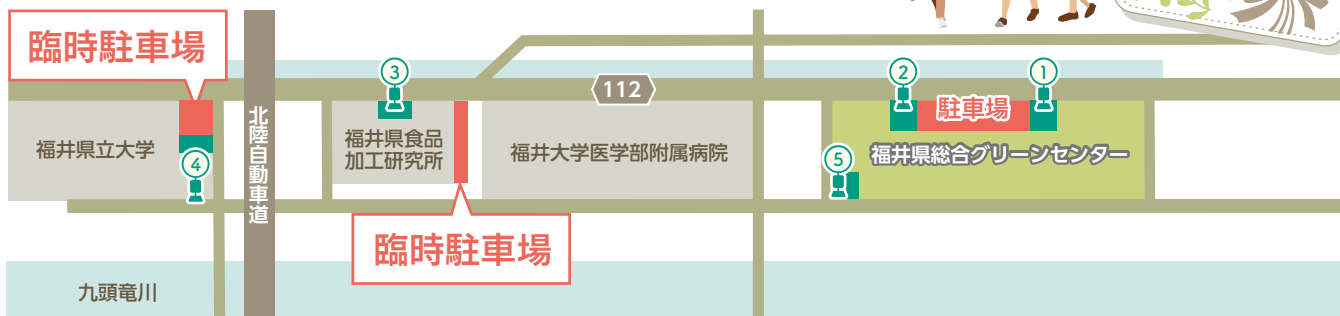 臨時駐車場
3
2
1
112
駐車場
北陸自動車道
福井県立大学
4
福井県食品
加工研究所
福井大学医学部附属病院
5
福井県総合グリーンセンター
臨時駐車場
九頭竜川